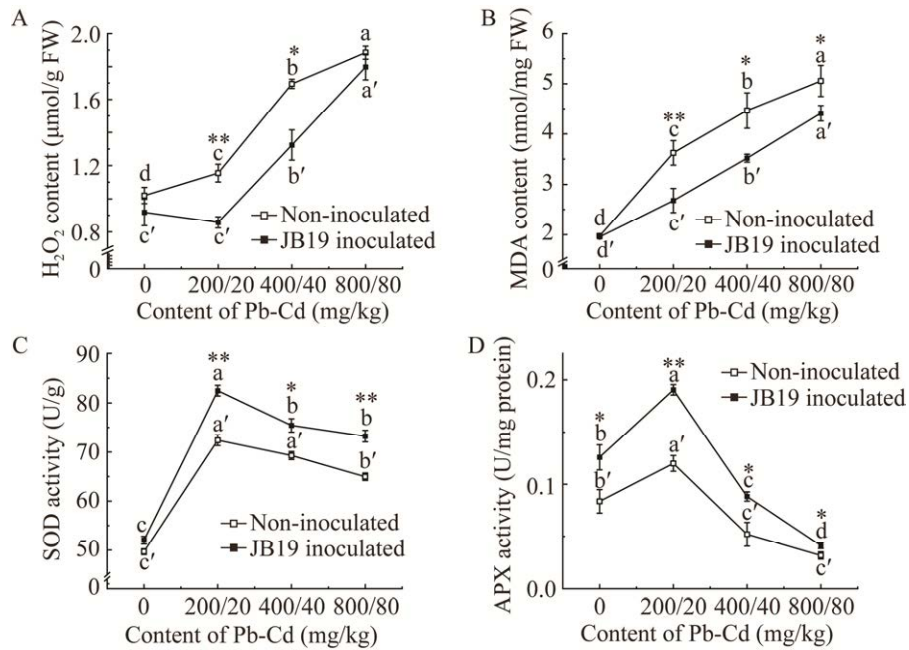 A
H₂O₂ content (μmol/g FW)
2.0
1.6
1.2
0.8
0
d
c
**
b
*
a
c′
c′
b′
a′
Non-inoculated
JB19 inoculated
0 200/20 400/40 800/80
Content of Pb-Cd (mg/kg)
B
MDA content (nmol/mg FW)
6
5
4
3
2
0
d
**
c
*
b
*
a
d′
c′
b′
a′
Non-inoculated
JB19 inoculated
0 200/20 400/40 800/80
Content of Pb-Cd (mg/kg)
C
SOD activity (U/g)
90
80
70
60
50
0
c
**
a
*
b
**
b
c′
a′
a′
b′
Non-inoculated
JB19 inoculated
0 200/20 400/40 800/80
Content of Pb-Cd (mg/kg)
D
APX activity (U/mg protein)
0.2
0.1
0.0
*
b
**
a
*
c
*
d
b′
a′
c′
c′
Non-inoculated
JB19 inoculated
0 200/20 400/40 800/80
Content of Pb-Cd (mg/kg)